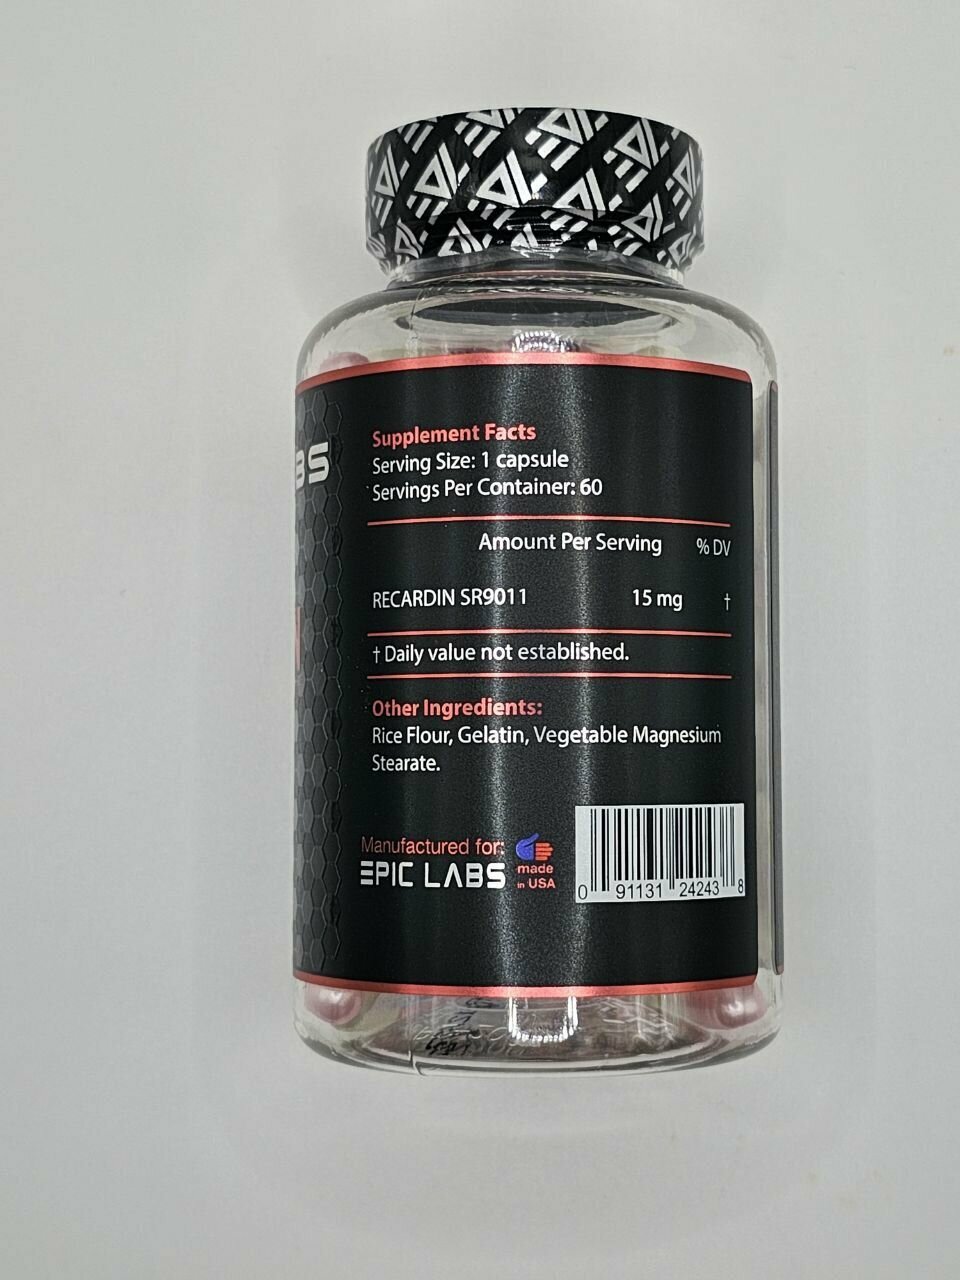 BS
Supplement Facts
Serving Size: 1 capsule
Servings Per Container: 60
Amount Per Serving % DV
RECARDIN SR9011 15 mg †
† Daily value not established.
Other Ingredients:
Rice Flour, Gelatin, Vegetable Magnesium
Stearate.
Manufactured for:
EPIC LABS
made
in USA
0 91131 24243 8